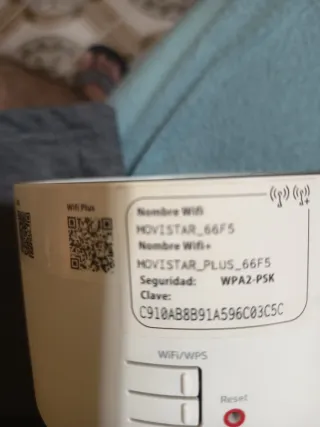 Wifi Plus
Nombre Wifi
MOVISTAR_66F5
Nombre Wifi+
MOVISTAR_PLUS_66F5
Seguridad: WPA2-PSK
Clave:
C910AB8B91A596C03C5C
WiFi/WPS
Reset